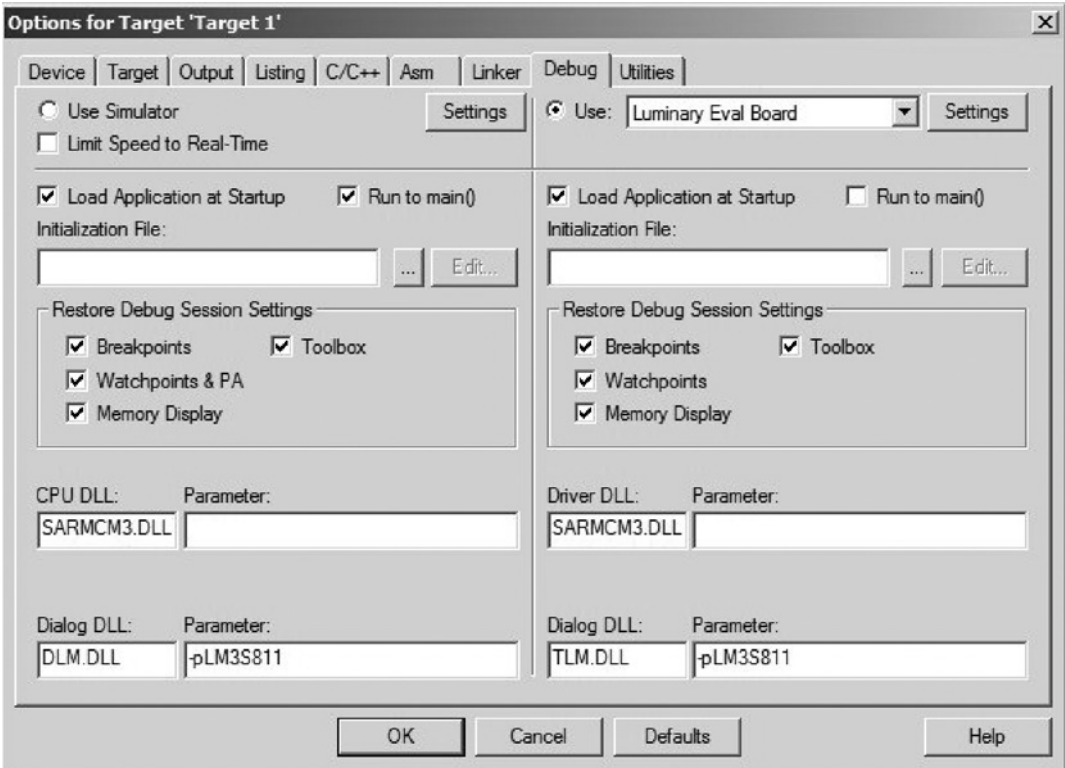 Options for Target 'Target 1'
Device Target Output Listing C/C++ Asm Linker Debug Utilities
Use Simulator Settings
Limit Speed to Real-Time
Use: Luminary Eval Board Settings
Load Application at Startup Run to main()
Initialization File:
... Edit...
Restore Debug Session Settings
Breakpoints Toolbox
Watchpoints & PA
Memory Display
CPU DLL: Parameter:
SARMCM3.DLL
Dialog DLL: Parameter:
DLM.DLL -pLM3S811
Load Application at Startup Run to main()
Initialization File:
... Edit...
Restore Debug Session Settings
Breakpoints Toolbox
Watchpoints
Memory Display
Driver DLL: Parameter:
SARMCM3.DLL
Dialog DLL: Parameter:
TLM.DLL -pLM3S811
OK Cancel Defaults Help